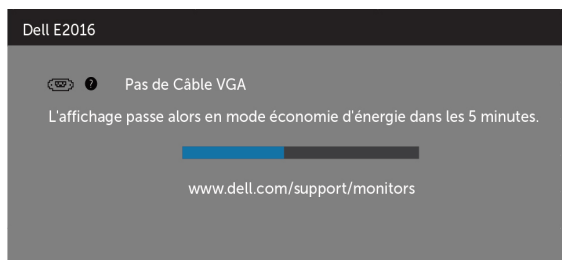 Dell E2016
? Pas de Câble VGA
L'affichage passe alors en mode économie d'énergie dans les 5 minutes.
www.dell.com/support/monitors